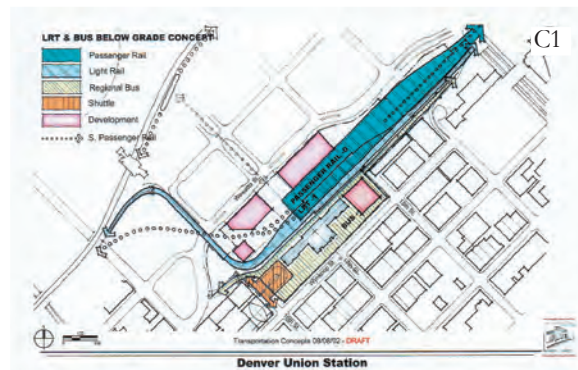 LRT & BUS BELOW GRADE CONCEPT
C1
Passenger Rail
Light Rail
Regional Bus
Shuttle
Development
S. Passenger Rail
PASSENGER RAIL
LRT
BUS
Transportation Concepts 08/08/02 - DRAFT
Denver Union Station